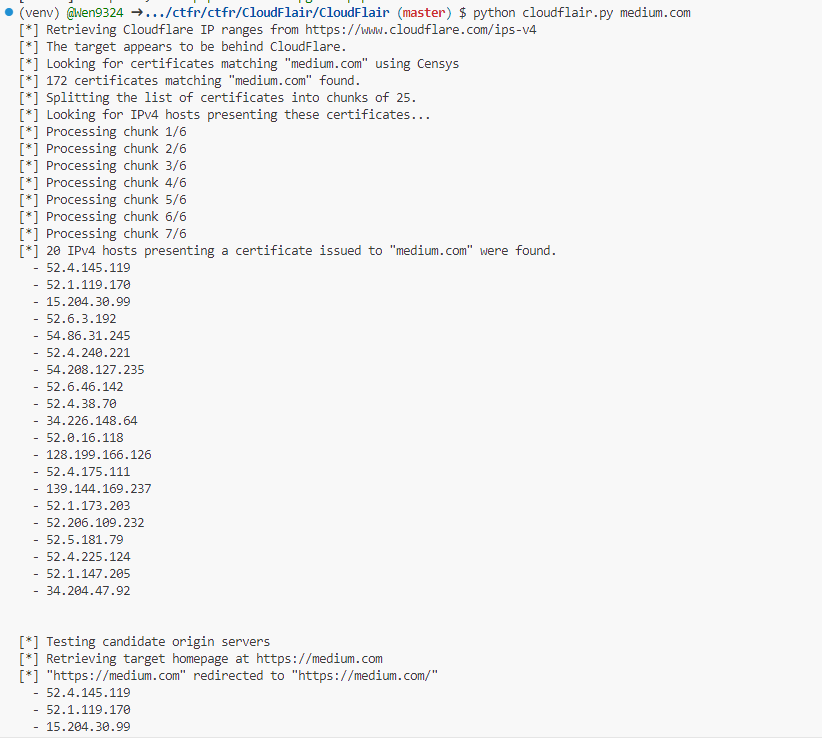 (venv) @Wen9324 ➜.../ctfr/ctfr/CloudFlair/CloudFlair (master) $ python cloudflair.py medium.com
[*] Retrieving Cloudflare IP ranges from https://www.cloudflare.com/ips-v4
[*] The target appears to be behind CloudFlare.
[*] Looking for certificates matching "medium.com" using Censys
[*] 172 certificates matching "medium.com" found.
[*] Splitting the list of certificates into chunks of 25.
[*] Looking for IPv4 hosts presenting these certificates...
[*] Processing chunk 1/6
[*] Processing chunk 2/6
[*] Processing chunk 3/6
[*] Processing chunk 4/6
[*] Processing chunk 5/6
[*] Processing chunk 6/6
[*] Processing chunk 7/6
[*] 20 IPv4 hosts presenting a certificate issued to "medium.com" were found.
- 52.4.145.119
- 52.1.119.170
- 15.204.30.99
- 52.6.3.192
- 54.86.31.245
- 52.4.240.221
- 54.208.127.235
- 52.6.46.142
- 52.4.38.70
- 34.226.148.64
- 52.0.16.118
- 128.199.166.126
- 52.4.175.111
- 139.144.169.237
- 52.1.173.203
- 52.206.109.232
- 52.5.181.79
- 52.4.225.124
- 52.1.147.205
- 34.204.47.92
[*] Testing candidate origin servers
[*] Retrieving target homepage at https://medium.com
[*] "https://medium.com" redirected to "https://medium.com/"
- 52.4.145.119
- 52.1.119.170
- 15.204.30.99